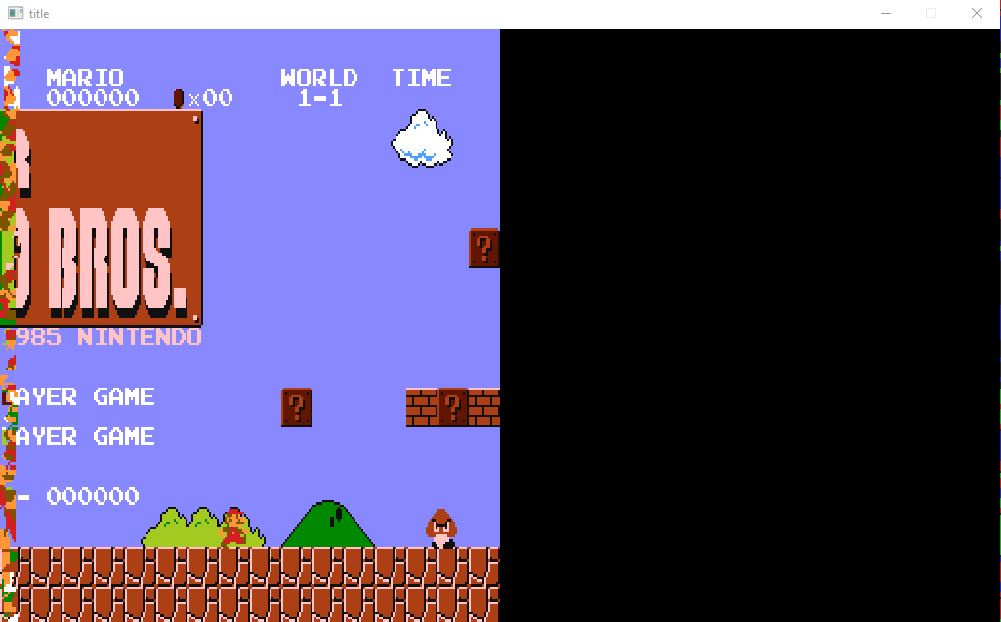 title
MARIO WORLD TIME
000000 x00 1-1
R
O BROS.
985 NINTENDO
AYER GAME
AYER GAME
- 000000
?
?
?